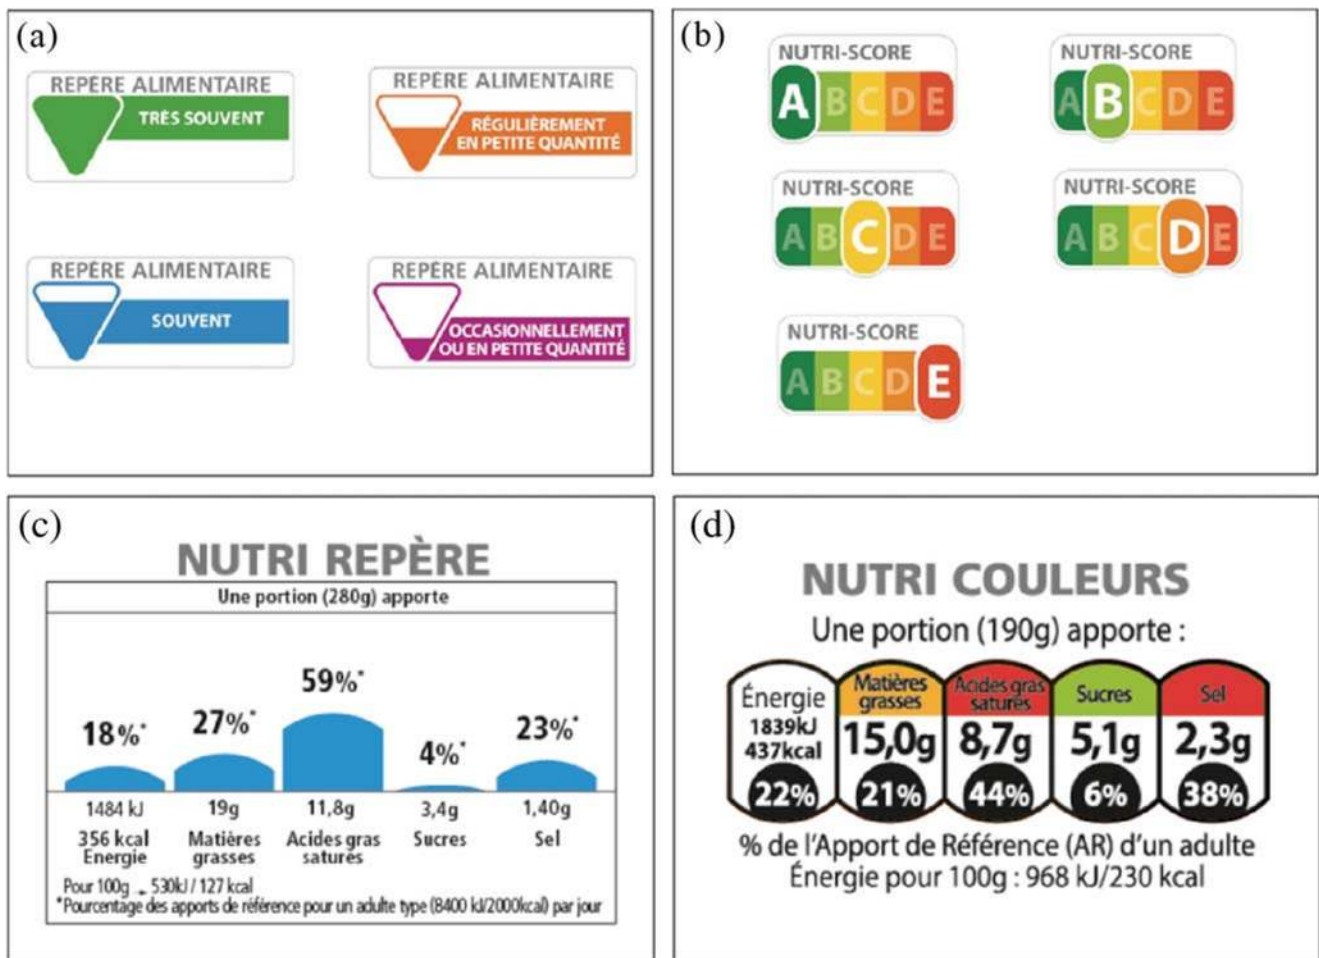 (a)
REPÈRE ALIMENTAIRE
TRÈS SOUVENT
REPÈRE ALIMENTAIRE
RÉGULIÈREMENT
EN PETITE QUANTITÉ
REPÈRE ALIMENTAIRE
SOUVENT
REPÈRE ALIMENTAIRE
OCCASIONNELLEMENT
OU EN PETITE QUANTITÉ
(b)
NUTRI-SCORE
A B C D E
NUTRI-SCORE
A B C D E
NUTRI-SCORE
A B C D E
NUTRI-SCORE
A B C D E
NUTRI-SCORE
A B C D E
(c)
NUTRI REPÈRE
Une portion (280g) apporte
18%* 27%* 59%* 4%* 23%*
1484 kJ 19g 11,8g 3,4g 1,40g
356 kcal Matières Acides gras Sucres Sel
Energie grasses saturés
Pour 100g = 530kJ / 127 kcal
*Pourcentage des apports de référence pour un adulte type (8400 kJ/2000kcal) par jour
(d)
NUTRI COULEURS
Une portion (190g) apporte :
Énergie Matières grasses Acides gras saturés Sucres Sel
1839kJ
437kcal 15,0g 8,7g 5,1g 2,3g
22% 21% 44% 6% 38%
% de l'Apport de Référence (AR) d'un adulte
Énergie pour 100g : 968 kJ/230 kcal